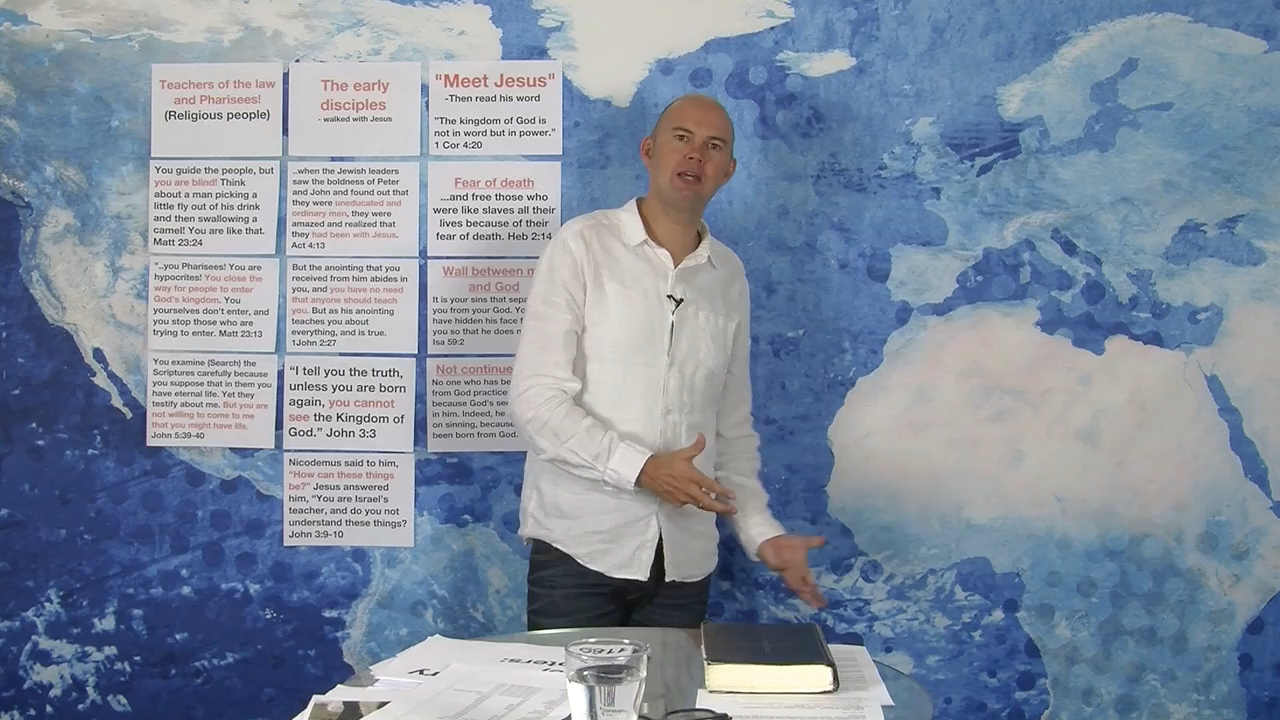 Teachers of the law
and Pharisees!
(Religious people)
You guide the people, but
you are blind! Think
about a man picking a
little fly out of his drink
and then swallowing a
camel! You are like that.
Matt 23:24
"..you Pharisees! You are
hypocrites! You close the
way for people to enter
God's kingdom. You
yourselves don't enter, and
you stop those who are
trying to enter. Matt 23:13
You examine (Search) the
Scriptures carefully because
you suppose that in them you
have eternal life. Yet they
testify about me. But you are
not willing to come to me
that you might have life.
John 5:39-40
The early
disciples
- walked with Jesus
..when the Jewish leaders
saw the boldness of Peter
and John and found out that
they were uneducated and
ordinary men, they were
amazed and realized that
they had been with Jesus.
Act 4:13
But the anointing that you
received from him abides in
you, and you have no need
that anyone should teach
you. But as his anointing
teaches you about
everything, and is true.
1John 2:27
"I tell you the truth,
unless you are born
again, you cannot
see the Kingdom of
God." John 3:3
Nicodemus said to him,
"How can these things
be?" Jesus answered
him, "You are Israel's
teacher, and do you not
understand these things?
John 3:9-10
"Meet Jesus"
-Then read his word
"The kingdom of God is
not in word but in power."
1 Cor 4:20
Fear of death
...and free those who
were like slaves all their
lives because of their
fear of death. Heb 2:14
Wall between
and God
It is your sins that
from your God.
have hidden his face
you so that he does
Isa 59:2
Not continue
No one who has
from God practice
because God's
in him. Indeed, he
on sinning, because
been born from God.